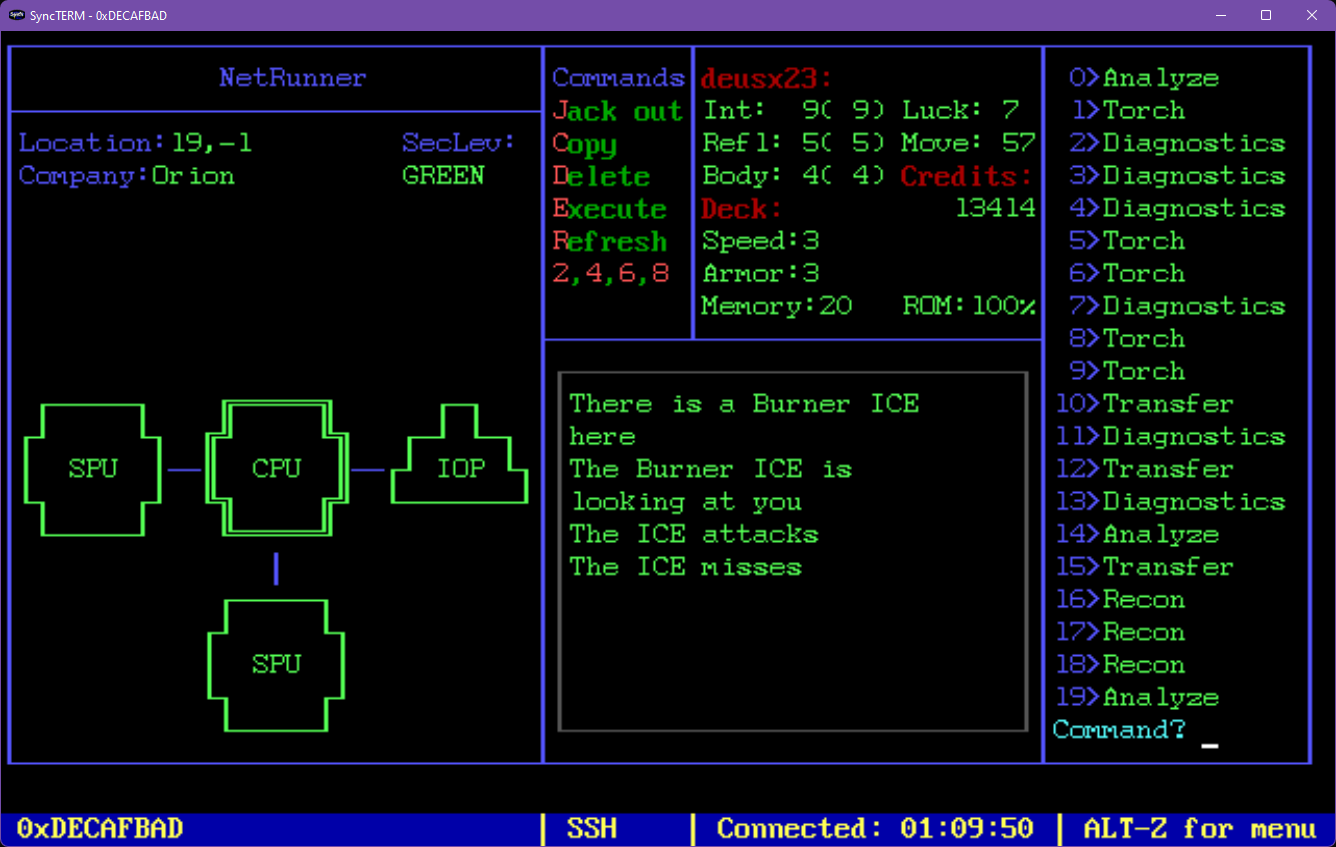 SyncTERM - 0xDECAFBAD
NetRunner
Location:19,-1 SecLev:
Company:Orion GREEN
SPU CPU IOP
SPU
Commands
Jack out
Copy
Delete
Execute
Refresh
2,4,6,8
deusx23:
Int: 9( 9) Luck: 7
Refl: 5( 5) Move: 57
Body: 4( 4) Credits:
Deck: 13414
Speed:3
Armor:3
Memory:20 ROM:100%
There is a Burner ICE
here
The Burner ICE is
looking at you
The ICE attacks
The ICE misses
0>Analyze
1>Torch
2>Diagnostics
3>Diagnostics
4>Diagnostics
5>Torch
6>Torch
7>Diagnostics
8>Torch
9>Torch
10>Transfer
11>Diagnostics
12>Transfer
13>Diagnostics
14>Analyze
15>Transfer
16>Recon
17>Recon
18>Recon
19>Analyze
Command?
0xDECAFBAD | SSH | Connected: 01:09:50 | ALT-Z for menu